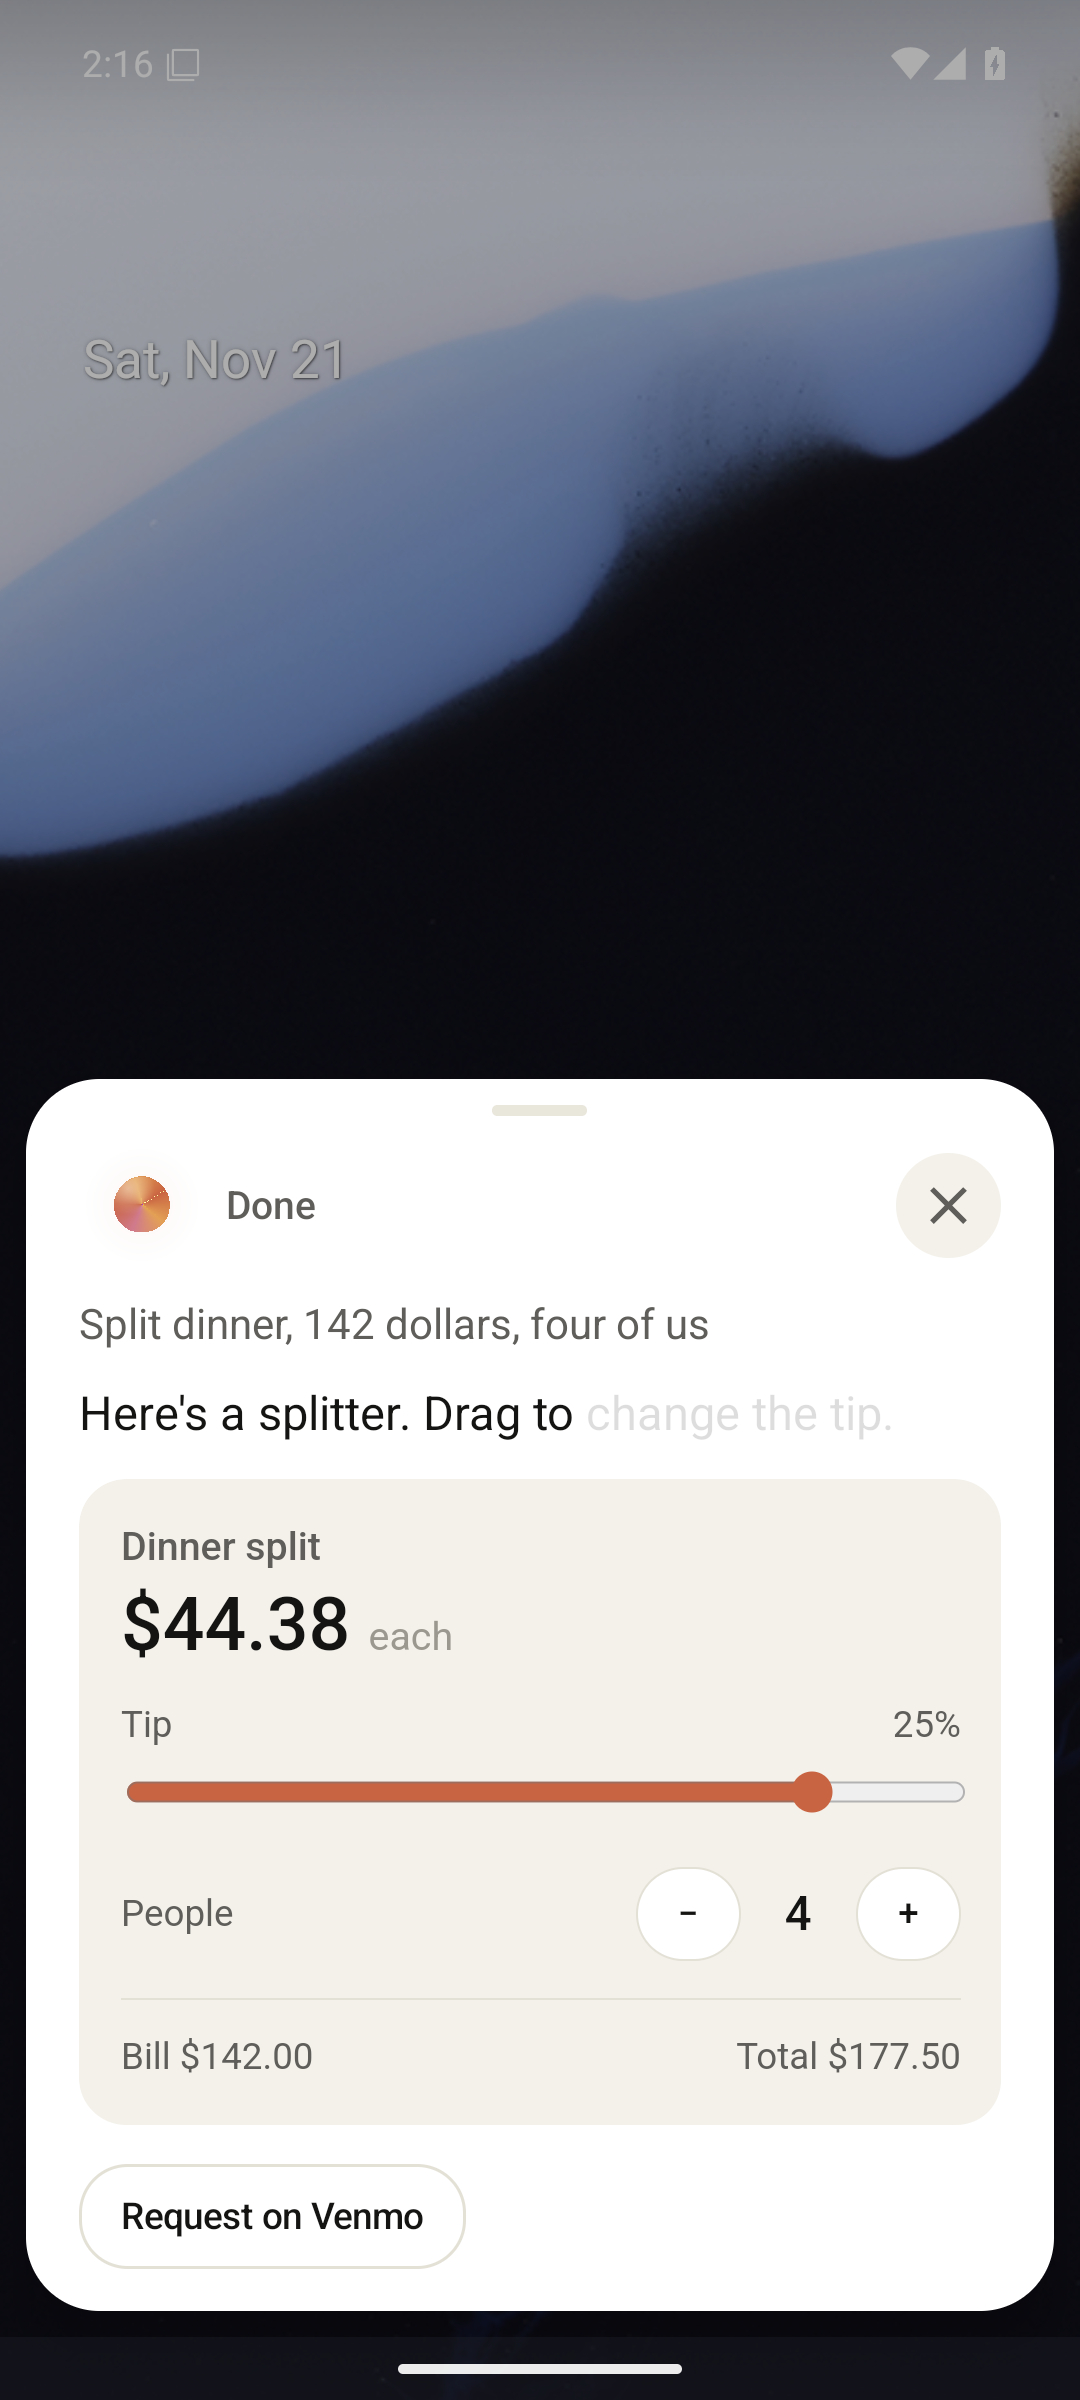 2:16
Sat, Nov 21
Done
Split dinner, 142 dollars, four of us
Here's a splitter. Drag to change the tip.
Dinner split
$44.38 each
Tip 25%
People − 4 +
Bill $142.00 Total $177.50
Request on Venmo